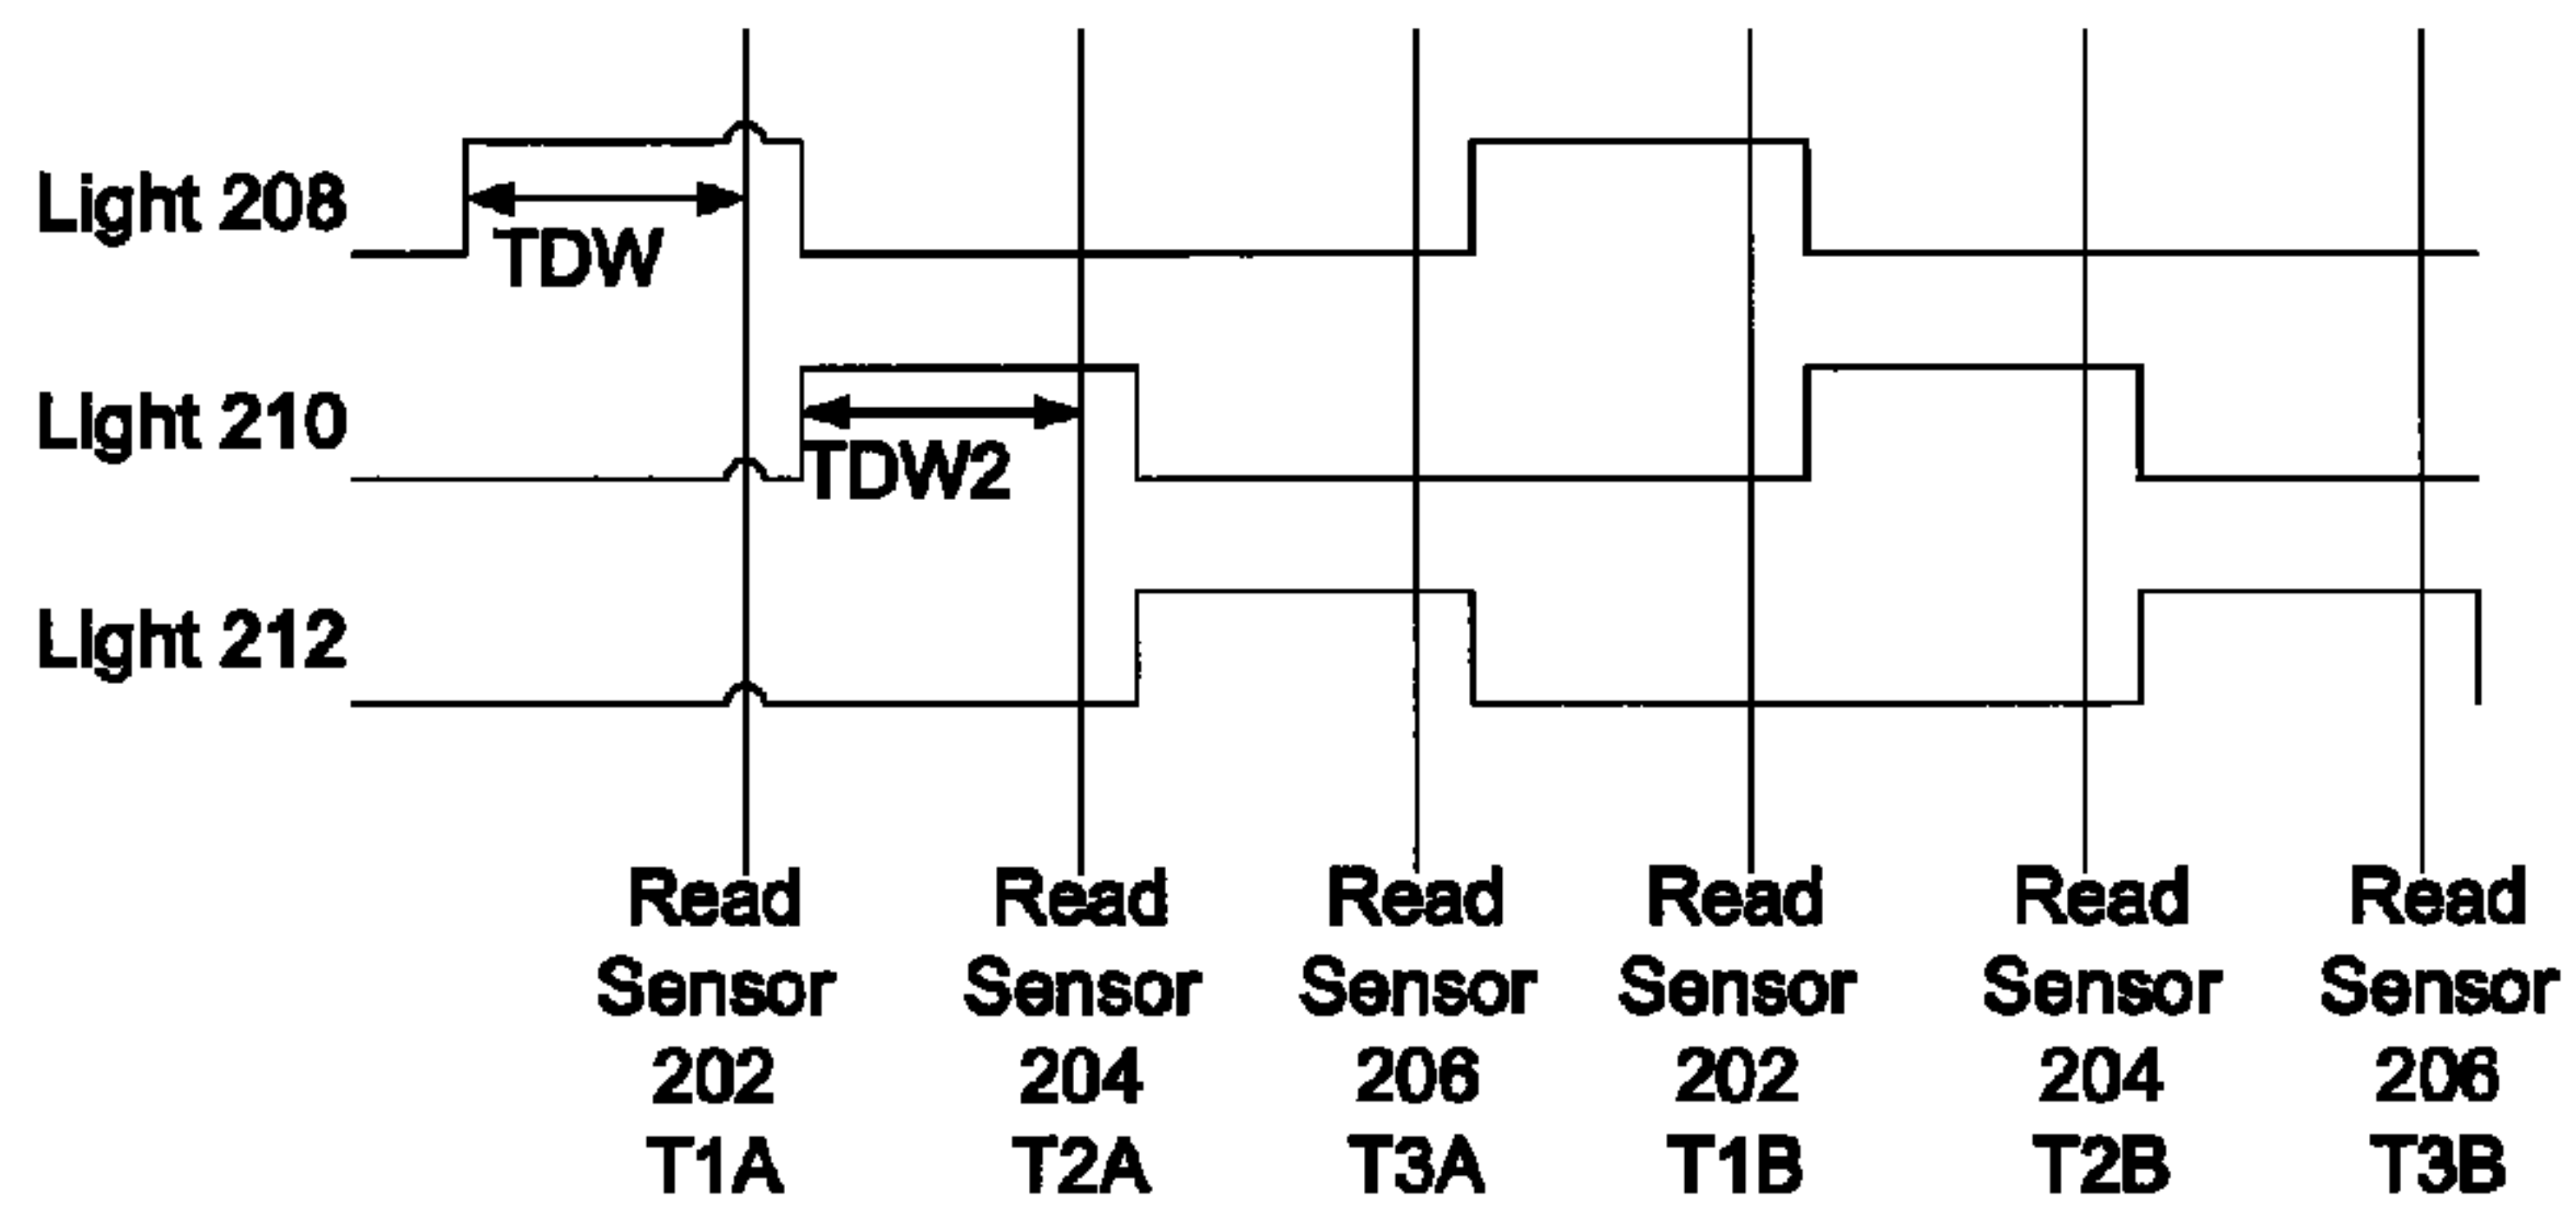 Light 208
TDW
Light 210
TDW2
Light 212
Read
Sensor
202
T1A
Read
Sensor
204
T2A
Read
Sensor
206
T3A
Read
Sensor
202
T1B
Read
Sensor
204
T2B
Read
Sensor
206
T3B